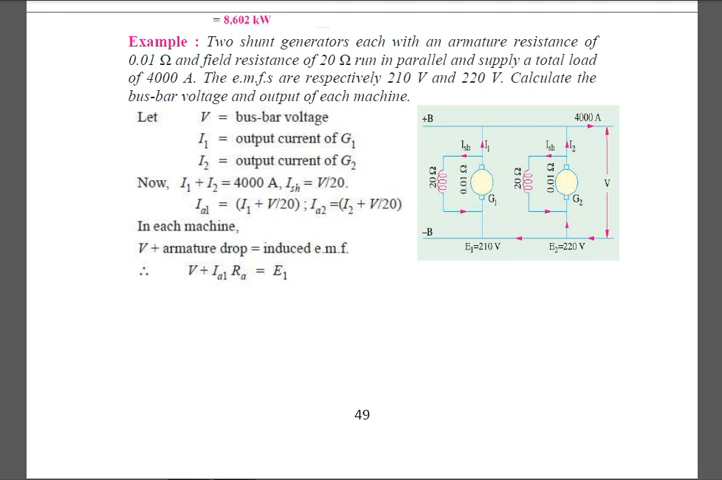 = 8,602 kW
Example : Two shunt generators each with an armature resistance of
0.01 Ω and field resistance of 20 Ω run in parallel and supply a total load
of 4000 A. The e.m.f.s are respectively 210 V and 220 V. Calculate the
bus-bar voltage and output of each machine.
Let V = bus-bar voltage
I₁ = output current of G₁
I₂ = output current of G₂
Now, I₁ + I₂ = 4000 A, Iₛₕ = V/20.
Iₐ₁ = (I₁ + V/20) ; Iₐ₂ =(I₂ + V/20)
In each machine,
V + armature drop = induced e.m.f.
∴ V + Iₐ₁ Rₐ = E₁
+B
4000 A
Iₛₕ I₁
Iₛₕ I₂
20 Ω
0.01 Ω
20 Ω
0.01 Ω
V
G₁
G₂
–B
E₁=210 V
E₂=220 V
49